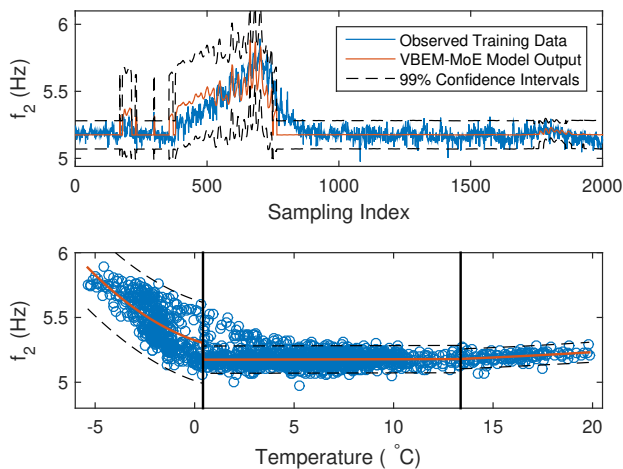 6
5.5
5
f2 (Hz)
Observed Training Data
VBEM-MoE Model Output
99% Confidence Intervals
0 500 1000 1500 2000
Sampling Index
6
5.5
5
f2 (Hz)
-5 0 5 10 15 20
Temperature ( °C)